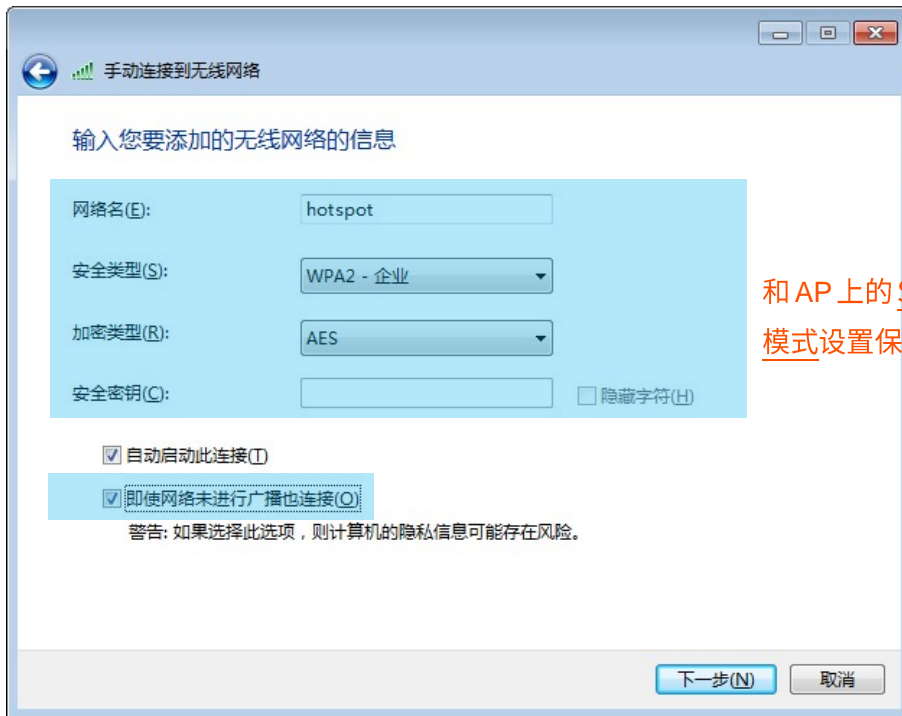 手动连接到无线网络
输入您要添加的无线网络的信息
网络名(E):
hotspot
安全类型(S):
WPA2 - 企业
加密类型(R):
AES
安全密钥(C):
隐藏字符(H)
和AP上的
模式设置保
自动启动此连接(T)
即使网络未进行广播也连接(O)
警告: 如果选择此选项，则计算机的隐私信息可能存在风险。
下一步(N)
取消